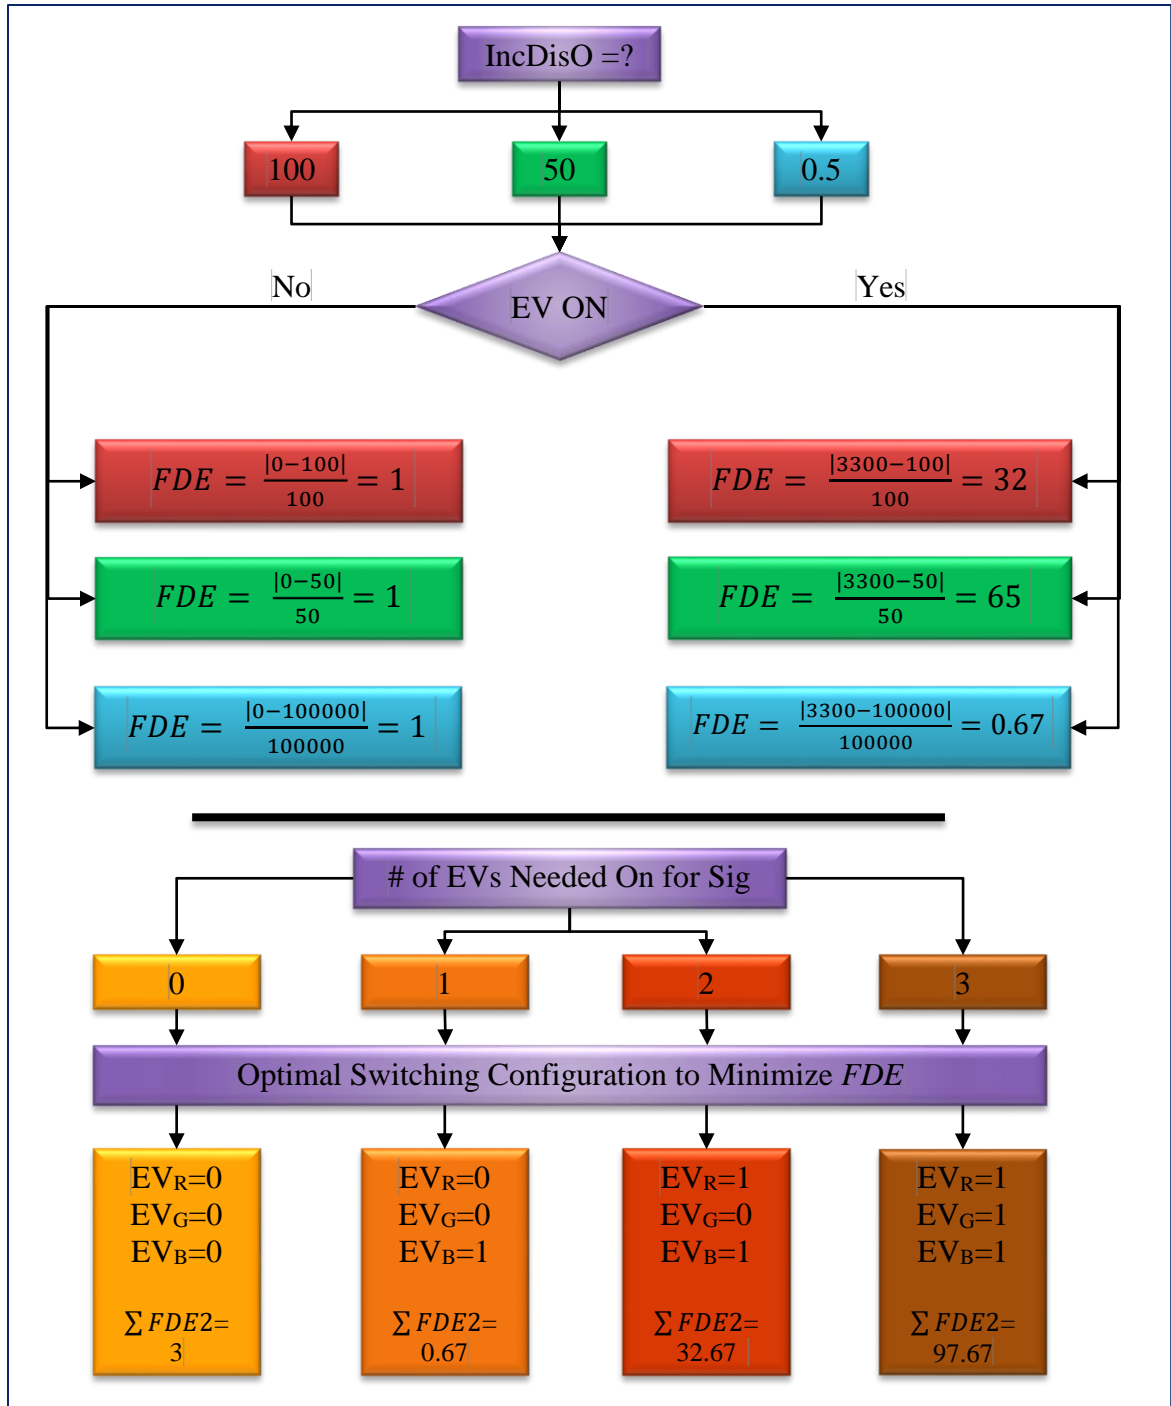 IncDisO =?
100 50 0.5
No EV ON Yes
FDE = |0−100|/100 = 1 FDE = |3300−100|/100 = 32
FDE = |0−50|/50 = 1 FDE = |3300−50|/50 = 65
FDE = |0−100000|/100000 = 1 FDE = |3300−100000|/100000 = 0.67
# of EVs Needed On for Sig
0 1 2 3
Optimal Switching Configuration to Minimize FDE
EVR=0
EVG=0
EVB=0
∑ FDE2=
3
EVR=0
EVG=0
EVB=1
∑ FDE2=
0.67
EVR=1
EVG=0
EVB=1
∑ FDE2=
32.67
EVR=1
EVG=1
EVB=1
∑ FDE2=
97.67